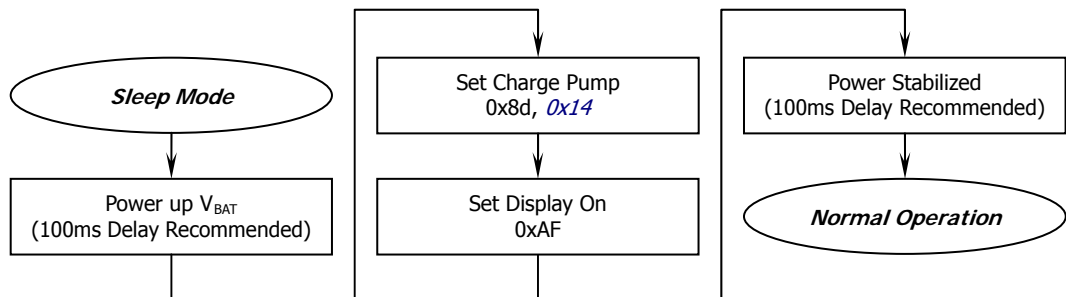 Sleep Mode
Power up VBAT
(100ms Delay Recommended)
Set Charge Pump
0x8d, 0x14
Set Display On
0xAF
Power Stabilized
(100ms Delay Recommended)
Normal Operation